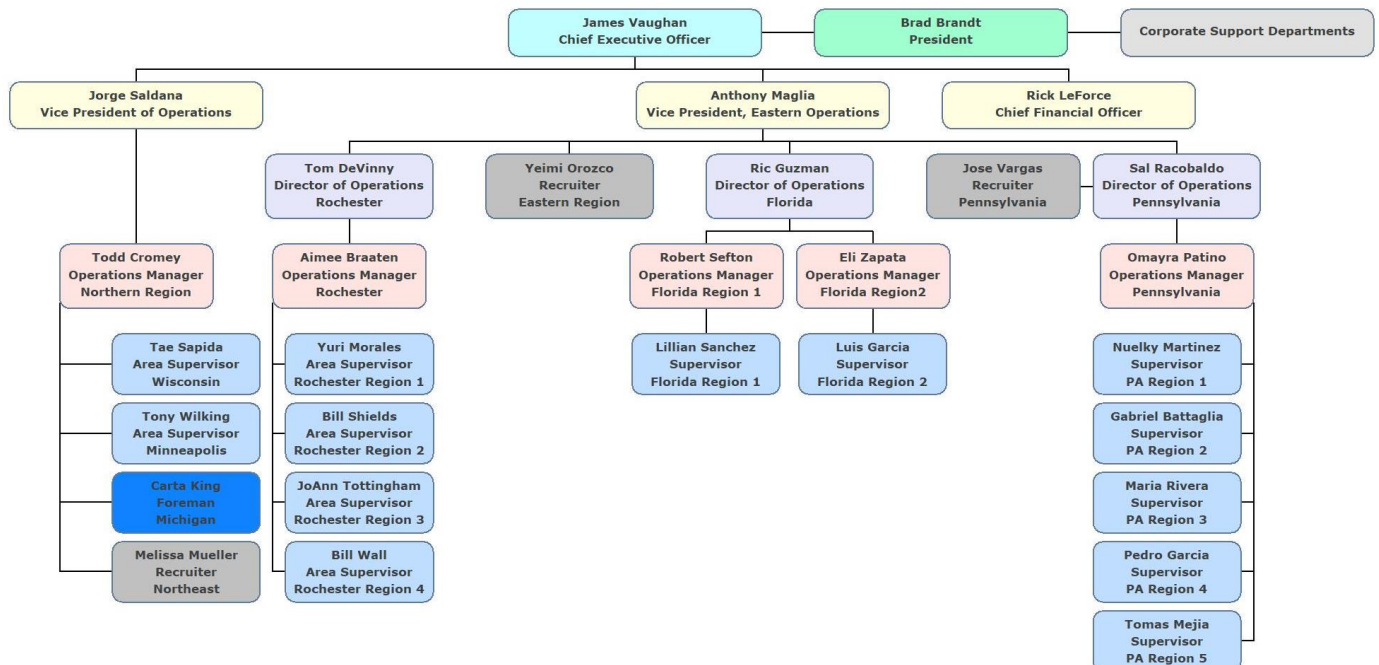 James Vaughan
Chief Executive Officer
Brad Brandt
President
Corporate Support Departments
Jorge Saldana
Vice President of Operations
Anthony Maglia
Vice President, Eastern Operations
Rick LeForce
Chief Financial Officer
Tom DeVinny
Director of Operations
Rochester
Yeimi Orozco
Recruiter
Eastern Region
Ric Guzman
Director of Operations
Florida
Jose Vargas
Recruiter
Pennsylvania
Sal Racobaldo
Director of Operations
Pennsylvania
Todd Cromey
Operations Manager
Northern Region
Aimee Braaten
Operations Manager
Rochester
Robert Sefton
Operations Manager
Florida Region 1
Eli Zapata
Operations Manager
Florida Region2
Omayra Patino
Operations Manager
Pennsylvania
Tae Sapida
Area Supervisor
Wisconsin
Yuri Morales
Area Supervisor
Rochester Region 1
Lillian Sanchez
Supervisor
Florida Region 1
Luis Garcia
Supervisor
Florida Region 2
Nuelky Martinez
Supervisor
PA Region 1
Tony Wilking
Area Supervisor
Minneapolis
Bill Shields
Area Supervisor
Rochester Region 2
Gabriel Battaglia
Supervisor
PA Region 2
Carta King
Foreman
Michigan
JoAnn Tottingham
Area Supervisor
Rochester Region 3
Maria Rivera
Supervisor
PA Region 3
Melissa Mueller
Recruiter
Northeast
Bill Wall
Area Supervisor
Rochester Region 4
Pedro Garcia
Supervisor
PA Region 4
Tomas Mejia
Supervisor
PA Region 5